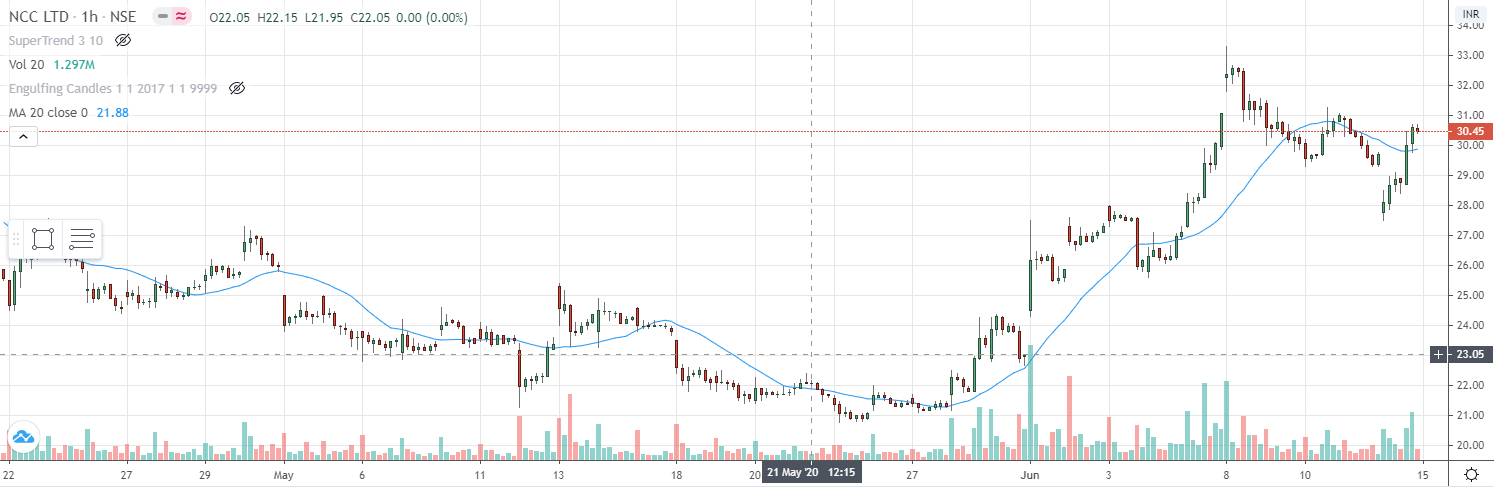 NCC LTD · 1h · NSE O22.05 H22.15 L21.95 C22.05 0.00 (0.00%)
SuperTrend 3 10
Vol 20 1.297M
Engulfing Candles 1 1 2017 1 1 9999
MA 20 close 0 21.88
INR
34.00
33.00
32.00
31.00
30.45
30.00
29.00
28.00
27.00
26.00
25.00
24.00
23.05
22.00
21.00
20.00
22 27 29 May 6 11 13 18 20 21 May '20 12:15 27 Jun 3 8 10 15